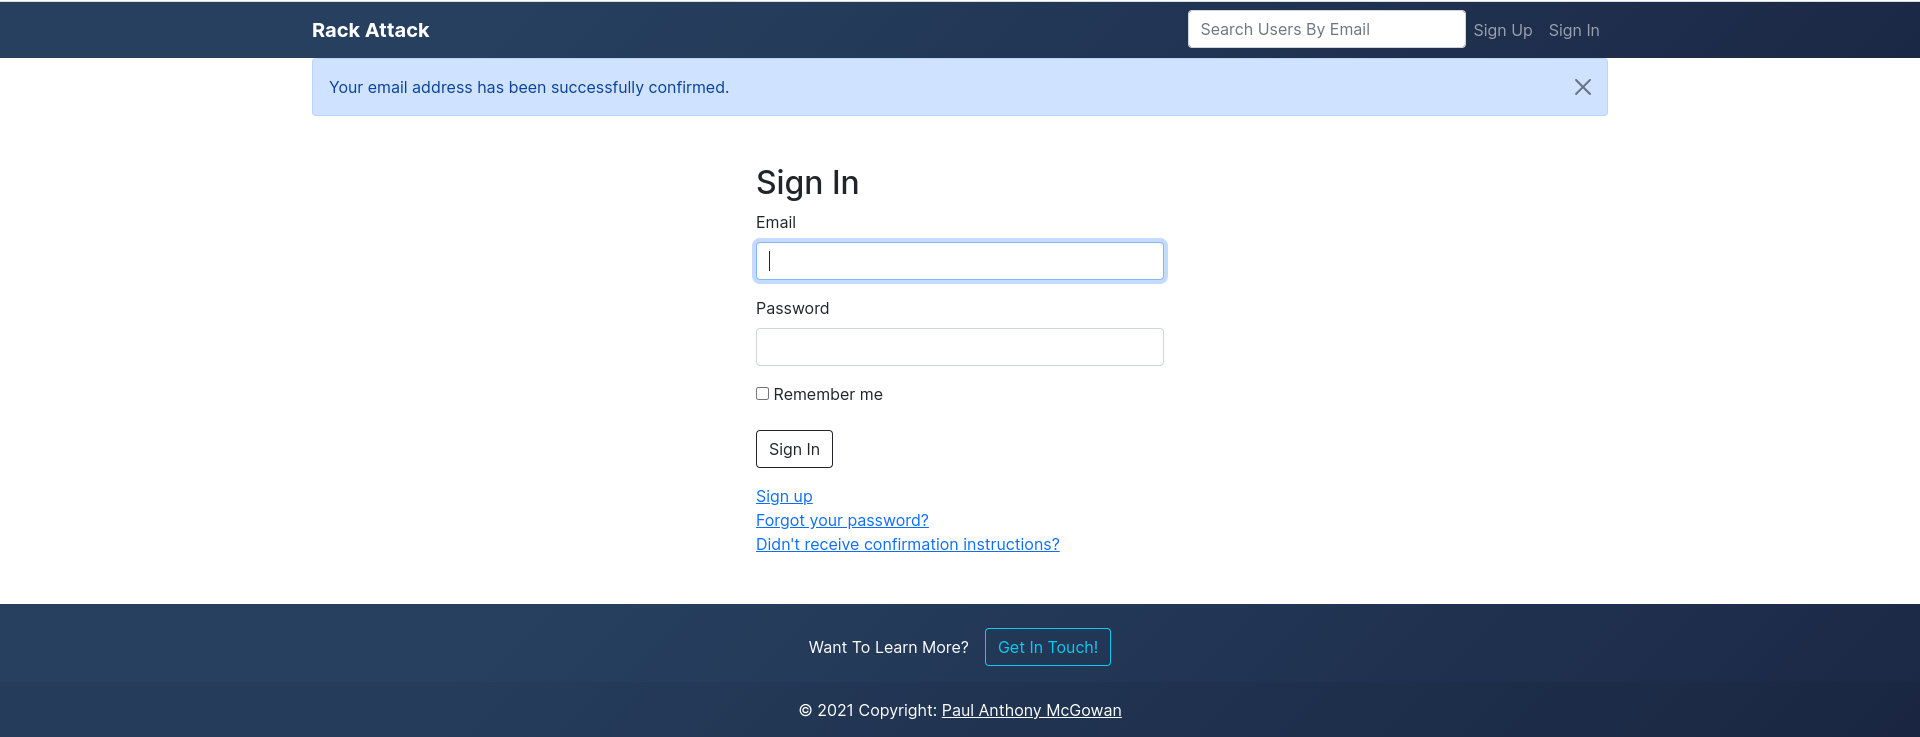 Rack Attack
Search Users By Email
Sign Up
Sign In
Your email address has been successfully confirmed.
Sign In
Email
Password
Remember me
Sign In
Sign up
Forgot your password?
Didn't receive confirmation instructions?
Want To Learn More?
Get In Touch!
© 2021 Copyright: Paul Anthony McGowan